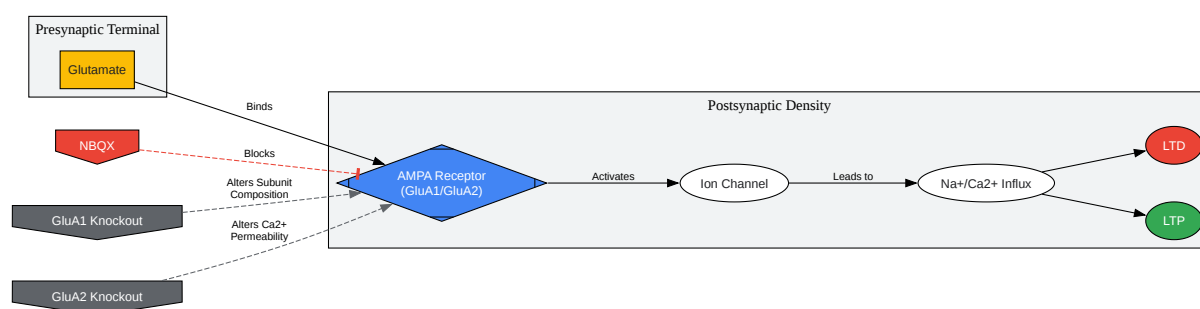 Presynaptic Terminal
Glutamate
Binds
Postsynaptic Density
NBQX
Blocks
AMPA Receptor
(GluA1/GluA2)
Activates
Ion Channel
Leads to
Na+/Ca2+ Influx
LTD
LTP
Alters Subunit
Composition
GluA1 Knockout
Alters Ca2+
Permeability
GluA2 Knockout